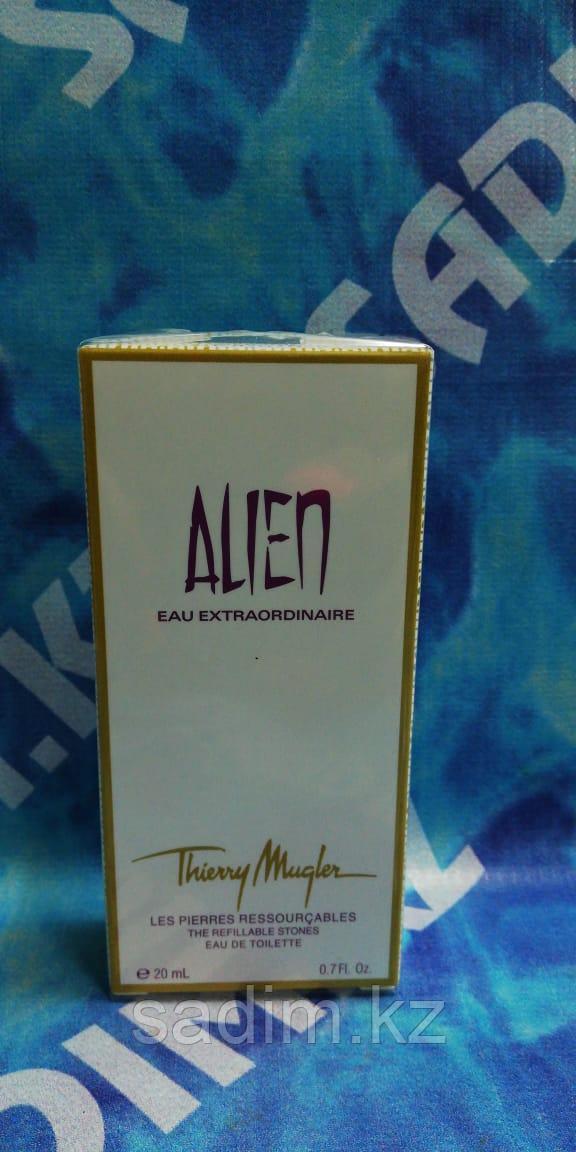 SADI
ALIEN
EAU EXTRAORDINAIRE
Thierry Mugler
LES PIERRES RESSOURÇABLES
THE REFILLABLE STONES
EAU DE TOILETTE
e 20 mL 0.7 Fl. Oz.
sadim.kz